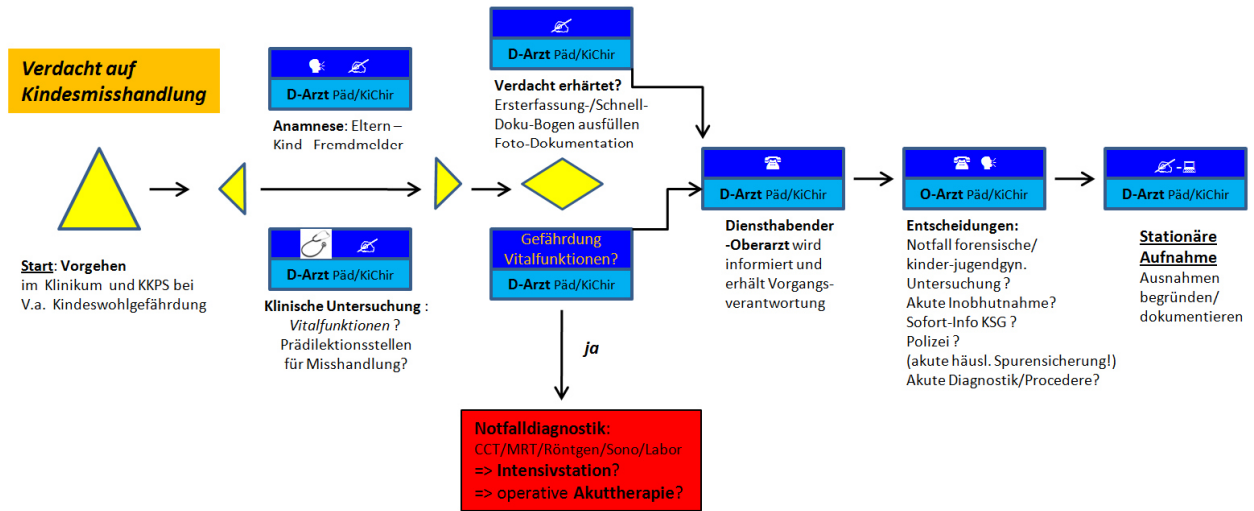 Verdacht auf
Kindesmisshandlung
Start: Vorgehen
im Klinikum und KKPS bei
V.a. Kindeswohlgefährdung
D-Arzt Päd/KiChir
Anamnese: Eltern –
Kind Fremdmelder
D-Arzt Päd/KiChir
Klinische Untersuchung :
Vitalfunktionen ?
Prädilektionsstellen
für Misshandlung?
D-Arzt Päd/KiChir
Verdacht erhärtet?
Ersterfassung-/Schnell-
Doku-Bogen ausfüllen
Foto-Dokumentation
Gefährdung
Vitalfunktionen?
D-Arzt Päd/KiChir
ja
Notfalldiagnostik:
CCT/MRT/Röntgen/Sono/Labor
=> Intensivstation?
=> operative Akuttherapie?
D-Arzt Päd/KiChir
Diensthabender
-Oberarzt wird
informiert und
erhält Vorgangs-
verantwortung
O-Arzt Päd/KiChir
Entscheidungen:
Notfall forensische/
kinder-jugendgyn.
Untersuchung ?
Akute Inobhutnahme?
Sofort-Info KSG ?
Polizei ?
(akute häusl. Spurensicherung!)
Akute Diagnostik/Procedere?
D-Arzt Päd/KiChir
Stationäre
Aufnahme
Ausnahmen
begründen/
dokumentieren